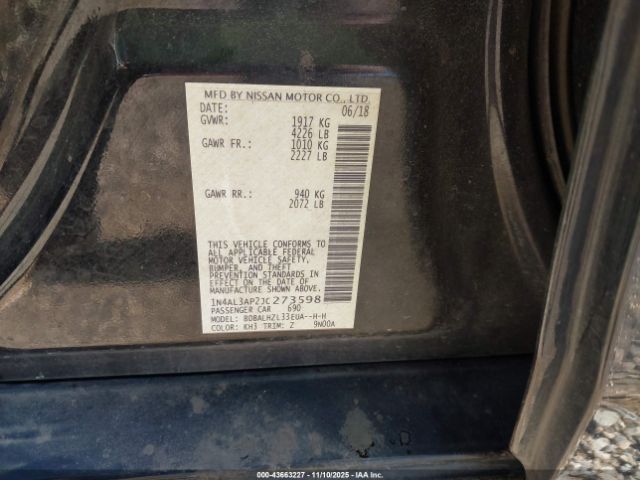 MFD BY NISSAN MOTOR CO., LTD.
DATE: 06/18
GVWR: 1917 KG
4226 LB
GAWR FR.: 1010 KG
2227 LB
GAWR RR.: 940 KG
2072 LB
THIS VEHICLE CONFORMS TO
ALL APPLICABLE FEDERAL
MOTOR VEHICLE SAFETY,
BUMPER, AND THEFT
PREVENTION STANDARDS IN
EFFECT ON THE DATE OF
MANUFACTURE SHOWN ABOVE.
1N4AL3AP2JC273598
PASSENGER CAR 690
MODEL: BDBALHZL33EUA--H-H
COLOR: KH3 TRIM: Z 9N00A
00-43663227 - 11/10/2025 - IAA Inc.